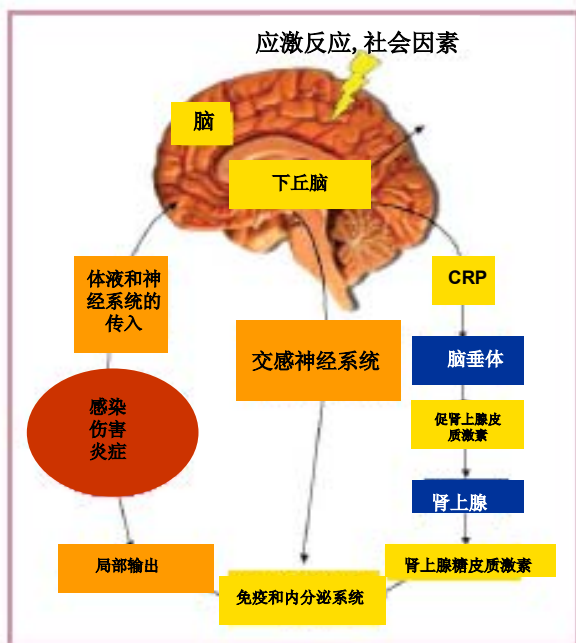 应激反应,社会因素
脑
下丘脑
体液和神
经系统的
传入
CRP
交感神经系统
脑垂体
感染
伤害
炎症
促肾上腺皮
质激素
肾上腺
局部输出
肾上腺糖皮质激素
免疫和内分泌系统